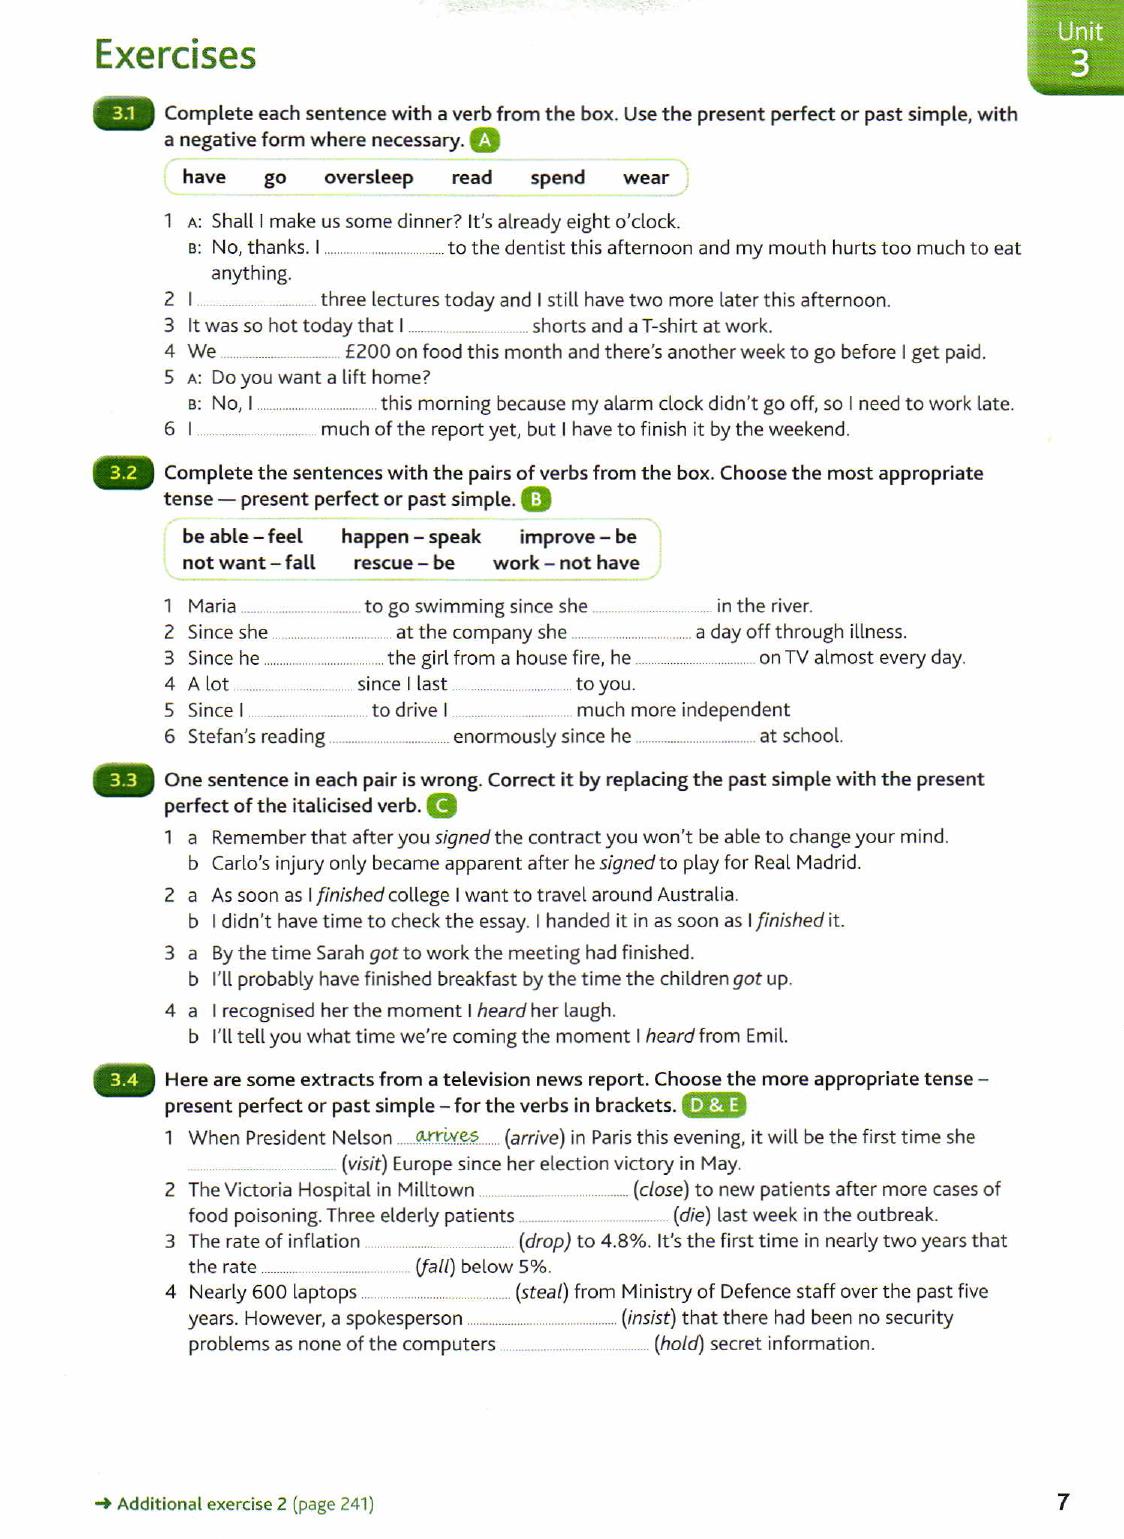 Unit
3
Exercises
3.1 Complete each sentence with a verb from the box. Use the present perfect or past simple, with
a negative form where necessary. A
have go oversleep read spend wear
1 A: Shall I make us some dinner? It's already eight o'clock.
B: No, thanks. I .................... to the dentist this afternoon and my mouth hurts too much to eat
anything.
2 I .................... three lectures today and I still have two more later this afternoon.
3 It was so hot today that I .................... shorts and a T-shirt at work.
4 We .................... £200 on food this month and there's another week to go before I get paid.
5 A: Do you want a lift home?
B: No, I .................... this morning because my alarm clock didn't go off, so I need to work late.
6 I .................... much of the report yet, but I have to finish it by the weekend.
3.2 Complete the sentences with the pairs of verbs from the box. Choose the most appropriate
tense — present perfect or past simple. B
be able – feel happen – speak improve – be
not want – fall rescue – be work – not have
1 Maria .................... to go swimming since she .................... in the river.
2 Since she .................... at the company she .................... a day off through illness.
3 Since he .................... the girl from a house fire, he .................... on TV almost every day.
4 A lot .................... since I last .................... to you.
5 Since I .................... to drive I .................... much more independent
6 Stefan's reading .................... enormously since he .................... at school.
3.3 One sentence in each pair is wrong. Correct it by replacing the past simple with the present
perfect of the italicised verb. C
1 a Remember that after you signed the contract you won't be able to change your mind.
b Carlo's injury only became apparent after he signed to play for Real Madrid.
2 a As soon as I finished college I want to travel around Australia.
b I didn't have time to check the essay. I handed it in as soon as I finished it.
3 a By the time Sarah got to work the meeting had finished.
b I'll probably have finished breakfast by the time the children got up.
4 a I recognised her the moment I heard her laugh.
b I'll tell you what time we're coming the moment I heard from Emil.
3.4 Here are some extracts from a television news report. Choose the more appropriate tense –
present perfect or past simple – for the verbs in brackets. D & E
1 When President Nelson ....arrives.... (arrive) in Paris this evening, it will be the first time she
.................... (visit) Europe since her election victory in May.
2 The Victoria Hospital in Milltown .................... (close) to new patients after more cases of
food poisoning. Three elderly patients .................... (die) last week in the outbreak.
3 The rate of inflation .................... (drop) to 4.8%. It's the first time in nearly two years that
the rate .................... (fall) below 5%.
4 Nearly 600 laptops .................... (steal) from Ministry of Defence staff over the past five
years. However, a spokesperson .................... (insist) that there had been no security
problems as none of the computers .................... (hold) secret information.
➜ Additional exercise 2 (page 241)
7